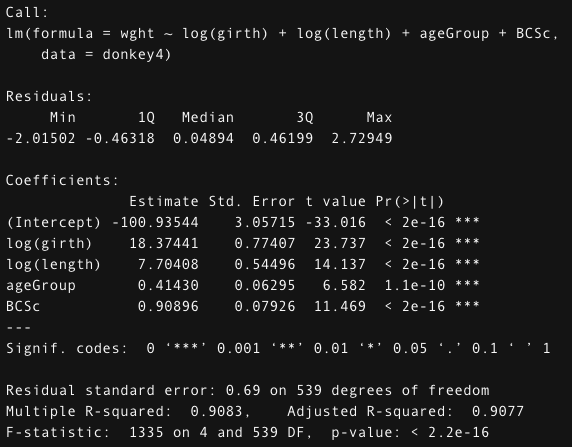 Call:
lm(formula = wght ~ log(girth) + log(length) + ageGroup + BCSc,
    data = donkey4)

Residuals:
     Min       1Q   Median       3Q      Max
-2.01502 -0.46318  0.04894  0.46199  2.72949

Coefficients:
              Estimate Std. Error t value Pr(>|t|)
(Intercept) -100.93544    3.05715 -33.016  < 2e-16 ***
log(girth)    18.37441    0.77407  23.737  < 2e-16 ***
log(length)    7.70408    0.54496  14.137  < 2e-16 ***
ageGroup       0.41430    0.06295   6.582  1.1e-10 ***
BCSc           0.90896    0.07926  11.469  < 2e-16 ***
---
Signif. codes:  0 ‘***’ 0.001 ‘**’ 0.01 ‘*’ 0.05 ‘.’ 0.1 ‘ ’ 1

Residual standard error: 0.69 on 539 degrees of freedom
Multiple R-squared:  0.9083,    Adjusted R-squared:  0.9077
F-statistic:  1335 on 4 and 539 DF,  p-value: < 2.2e-16